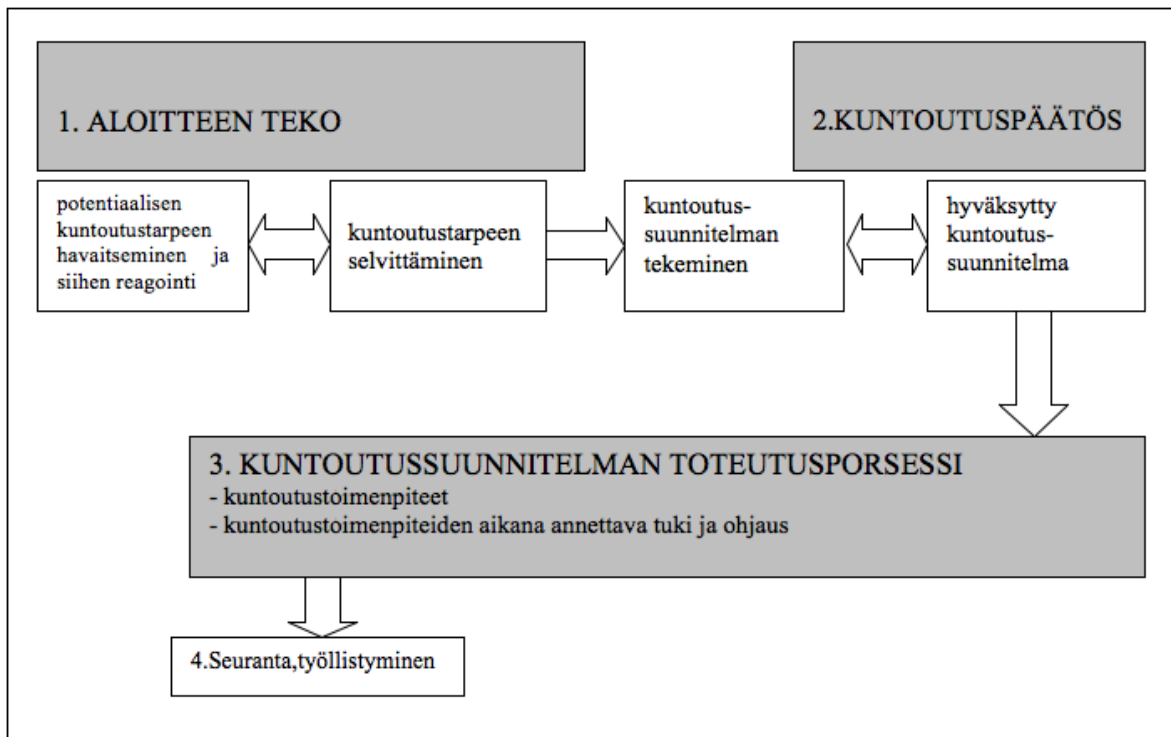 1. ALOITTEEN TEKO
2.KUNTOUTUSPÄÄTÖS
potentiaalisen
kuntoutustarpeen
havaitseminen ja
siihen reagointi
kuntoutustarpeen
selvittäminen
kuntoutus-
suunnitelman
tekeminen
hyväksytty
kuntoutus-
suunnitelma
3. KUNTOUTUSSUUNNITELMAN TOTEUTUSPORSESSI
- kuntoutustoimenpiteet
- kuntoutustoimenpiteiden aikana annettava tuki ja ohjaus
4.Seuranta,työllistyminen